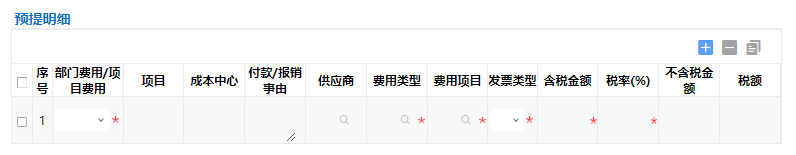 预提明细
序号 部门费用/项目费用 项目 成本中心 付款/报销事由 供应商 费用类型 费用项目 发票类型 含税金额 税率(%) 不含税金额 税额
1 * * * * * *